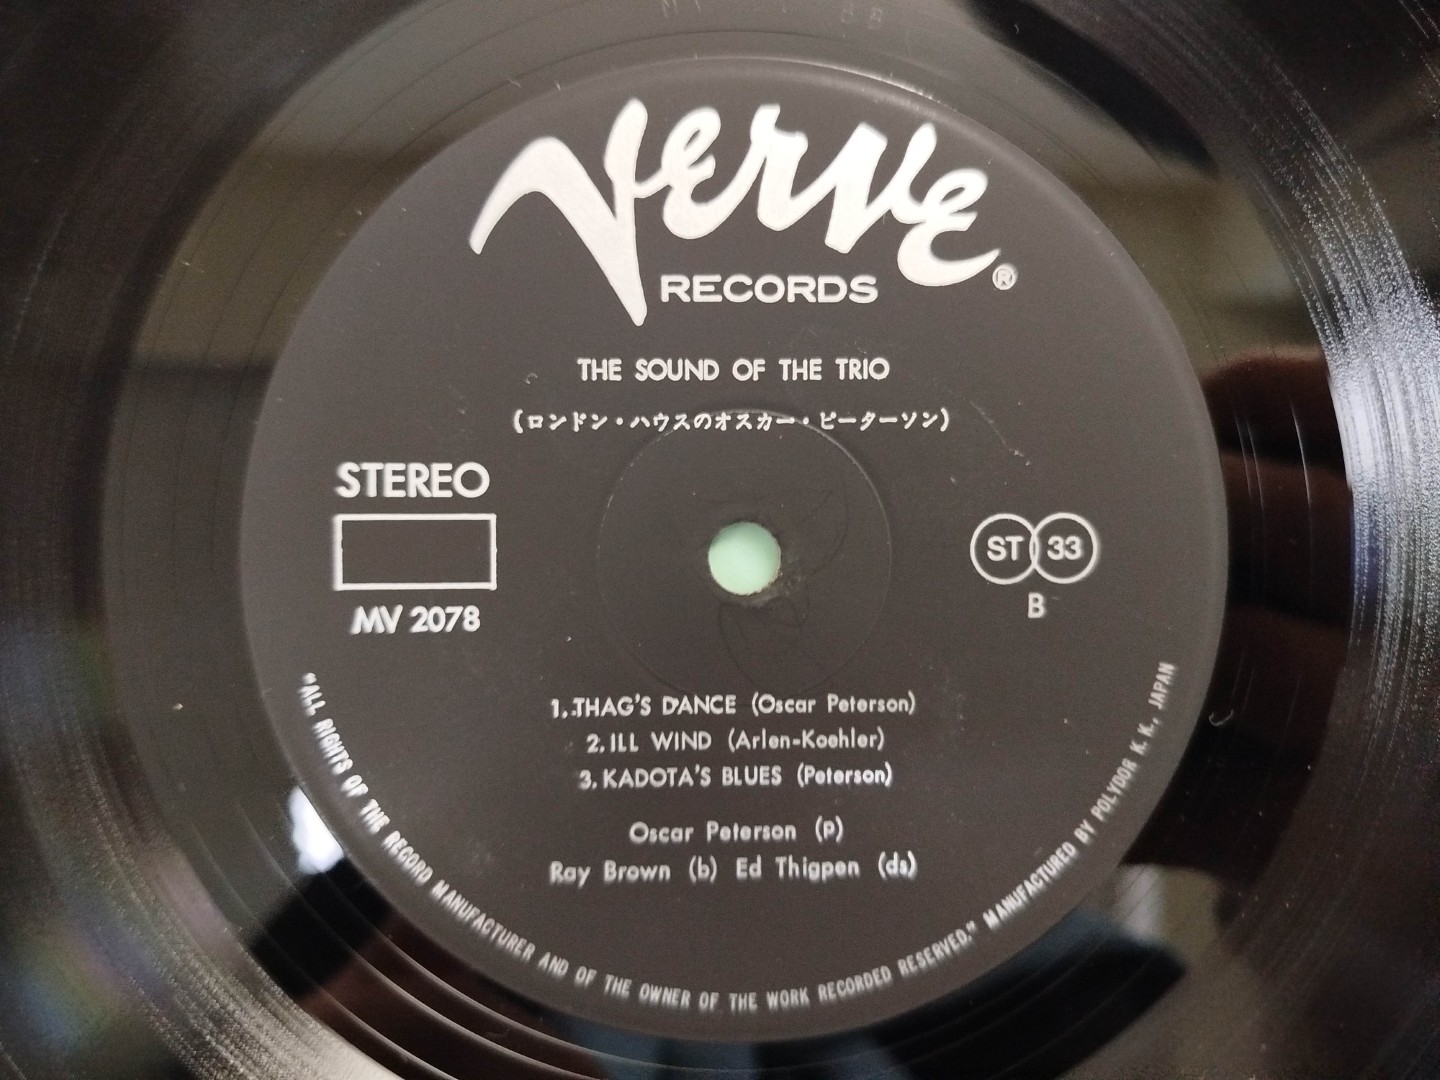 Verve
RECORDS ®
THE SOUND OF THE TRIO
(ロンドン・ハウスのオスカー・ピーターソン)
STEREO
MV 2078
ST 33
B
1. THAG'S DANCE (Oscar Peterson)
2. ILL WIND (Arlen-Koehler)
3. KADOTA'S BLUES (Peterson)
Oscar Peterson (p)
Ray Brown (b) Ed Thigpen (ds)
"ALL RIGHTS OF THE RECORD MANUFACTURER AND OF THE OWNER OF THE WORK RECORDED RESERVED." MANUFACTURED BY POLYDOR K. K., JAPAN